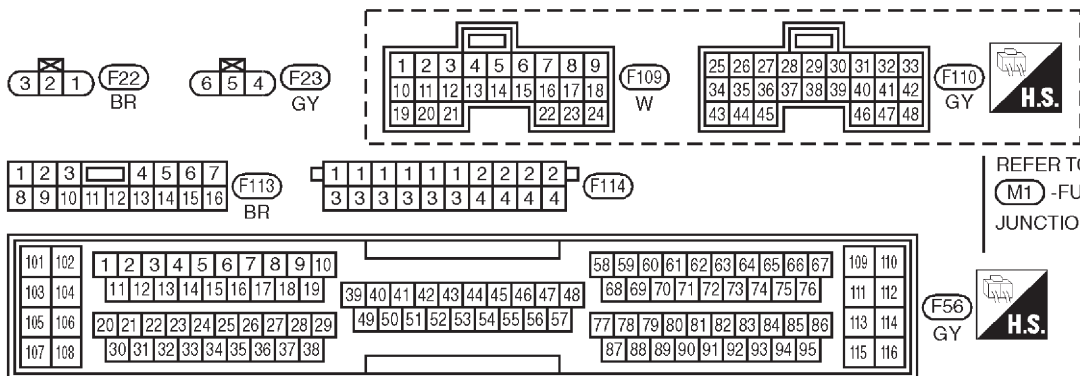 3 2 1 F22 BR
6 5 4 F23 GY
1 2 3 4 5 6 7 8 9
10 11 12 13 14 15 16 17 18
19 20 21 22 23 24
F109 W
25 26 27 28 29 30 31 32 33
34 35 36 37 38 39 40 41 42
43 44 45 46 47 48
F110 GY
H.S.
1 2 3 4 5 6 7
8 9 10 11 12 13 14 15 16
F113 BR
1 1 1 1 1 1 2 2 2 2
3 3 3 3 3 3 4 4 4 4
F114
REFER TO
M1 -FU
JUNCTIO
101 102
103 104
105 106
107 108
1 2 3 4 5 6 7 8 9 10
11 12 13 14 15 16 17 18 19
20 21 22 23 24 25 26 27 28 29
30 31 32 33 34 35 36 37 38
39 40 41 42 43 44 45 46 47 48
49 50 51 52 53 54 55 56 57
58 59 60 61 62 63 64 65 66 67
68 69 70 71 72 73 74 75 76
77 78 79 80 81 82 83 84 85 86
87 88 89 90 91 92 93 94 95
109 110
111 112
113 114
115 116
F56 GY
H.S.